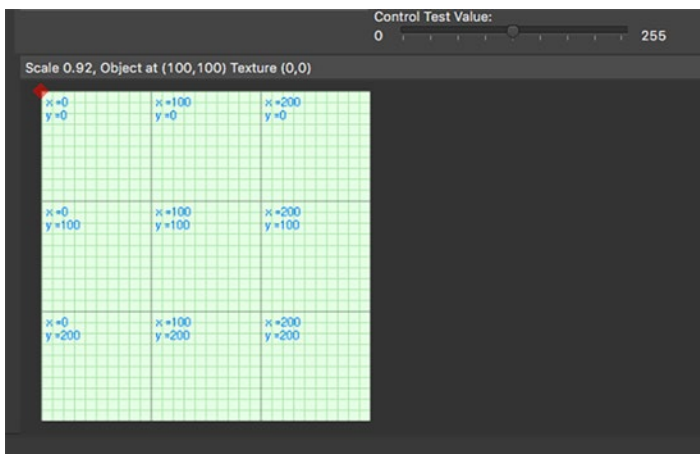 Control Test Value:
0 255
Scale 0.92, Object at (100,100) Texture (0,0)
x =0 x =100 x =200
y =0 y =0 y =0
x =0 x =100 x =200
y =100 y =100 y =100
x =0 x =100 x =200
y =200 y =200 y =200